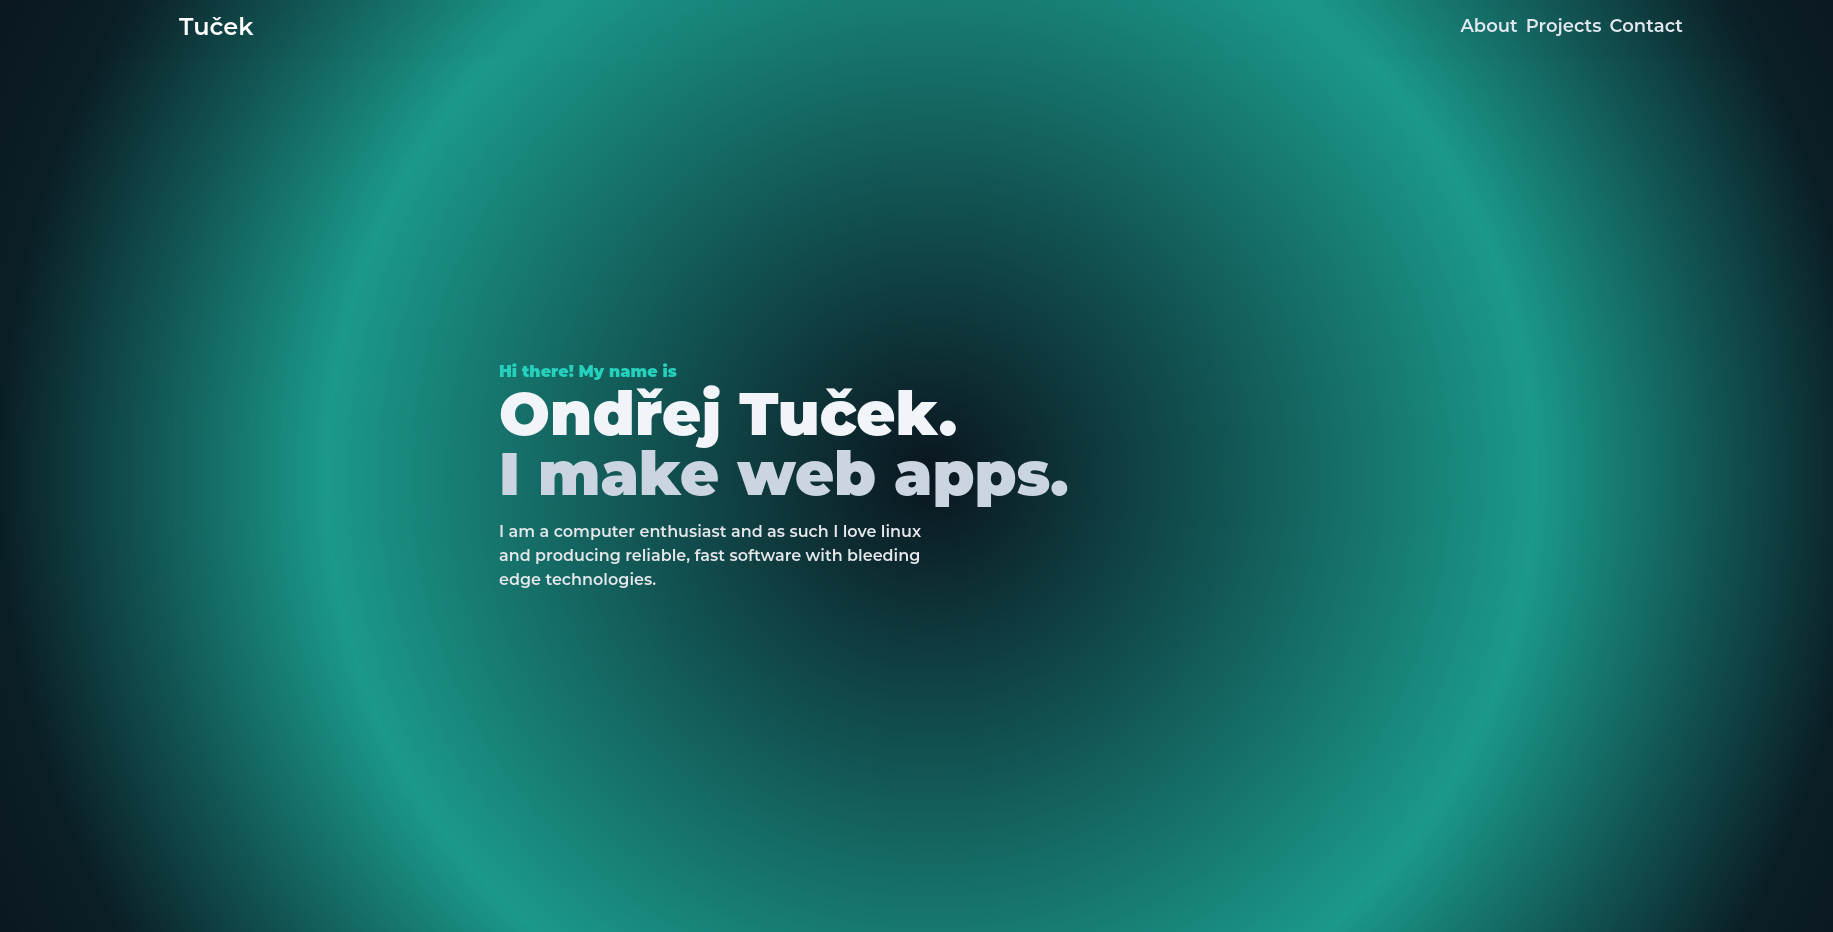 Tuček
About Projects Contact
Hi there! My name is
Ondřej Tuček.
I make web apps.
I am a computer enthusiast and as such I love linux
and producing reliable, fast software with bleeding
edge technologies.